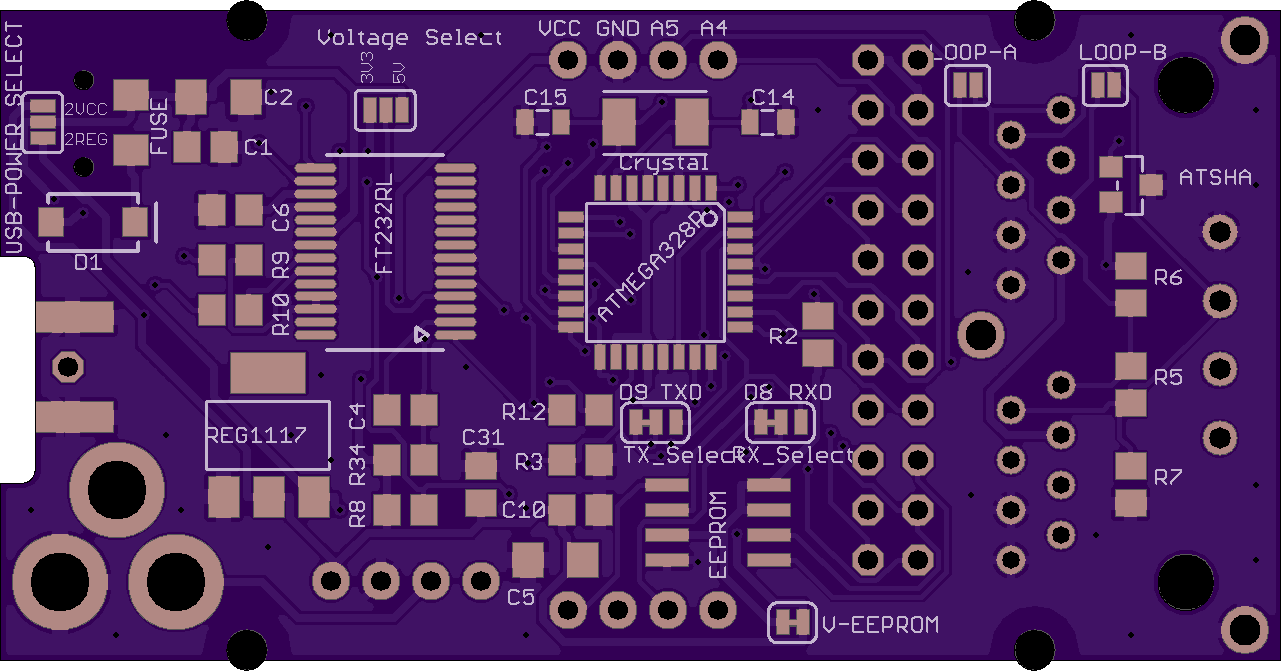 VCC GND A5 A4
Voltage Select
3V3
5V
LOOP-A
LOOP-B
USB-POWER SELECT
2VCC
2REG
FUSE
C2
C1
C15
C14
Crystal
ATSHA
C6
FT232RL
ATMEGA328P
D1
R9
R10
R6
R2
R5
D9 TXD
D8 RXD
C4
R12
REG1117
C31
TX_Select
RX_Select
R34
R3
R7
R8
C10
EEPROM
C5
V-EEPROM